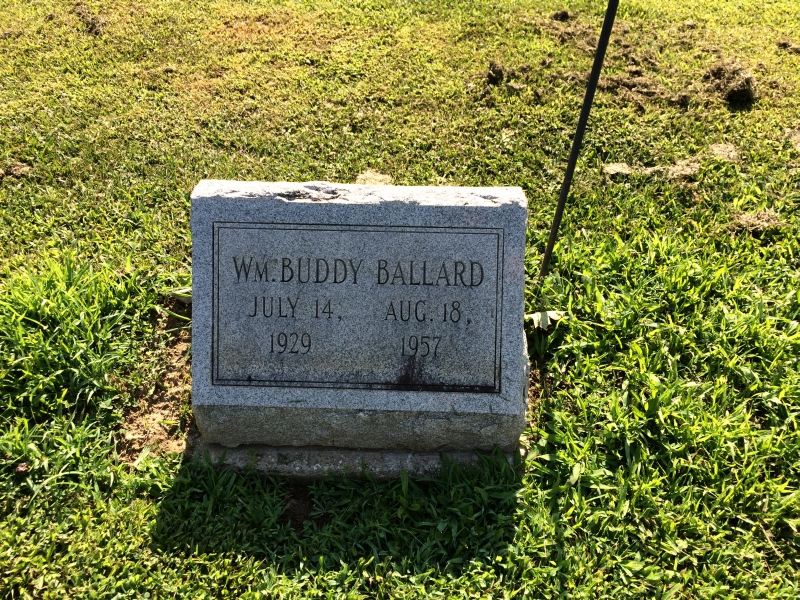 WM. BUDDY BALLARD
JULY 14, AUG. 18,
1929 1957